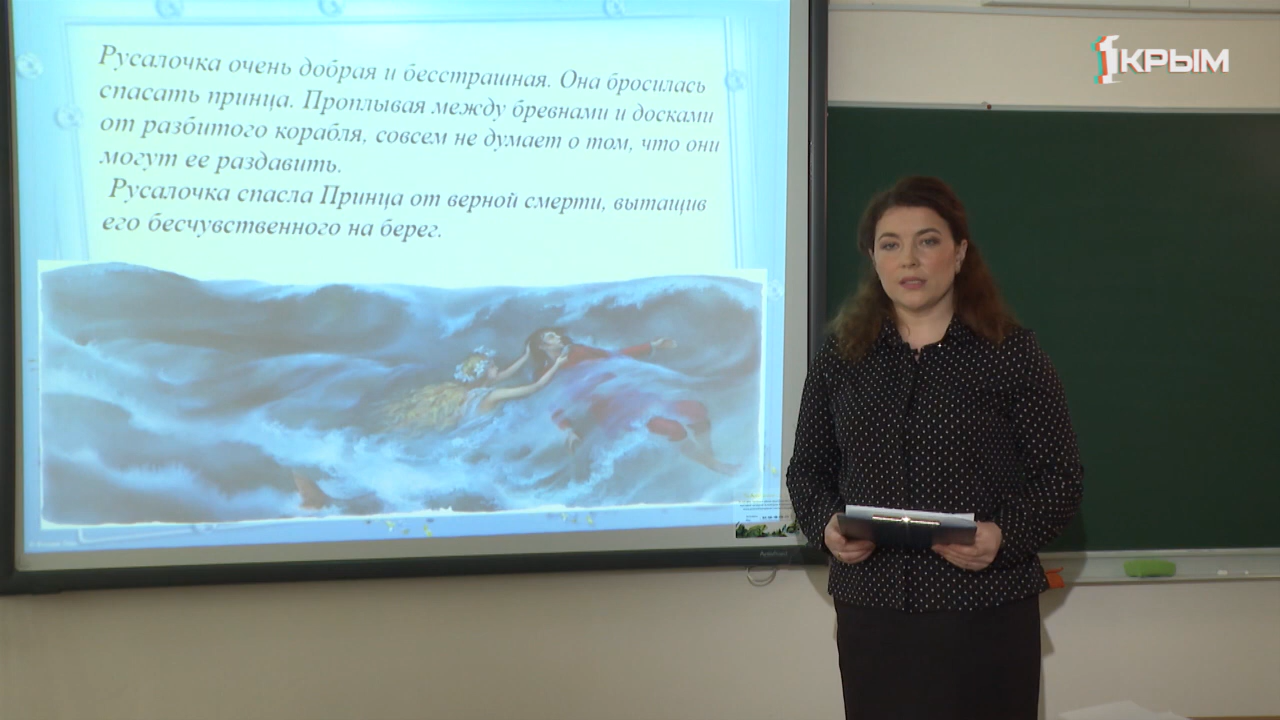 Русалочка очень добрая и бесстрашная. Она бросилась
спасать принца. Проплывая между бревнами и досками
от разбитого корабля, совсем не думает о том, что они
могут ее раздавить.
Русалочка спасла Принца от верной смерти, вытащив
его бесчувственного на берег.
1КРЫМ